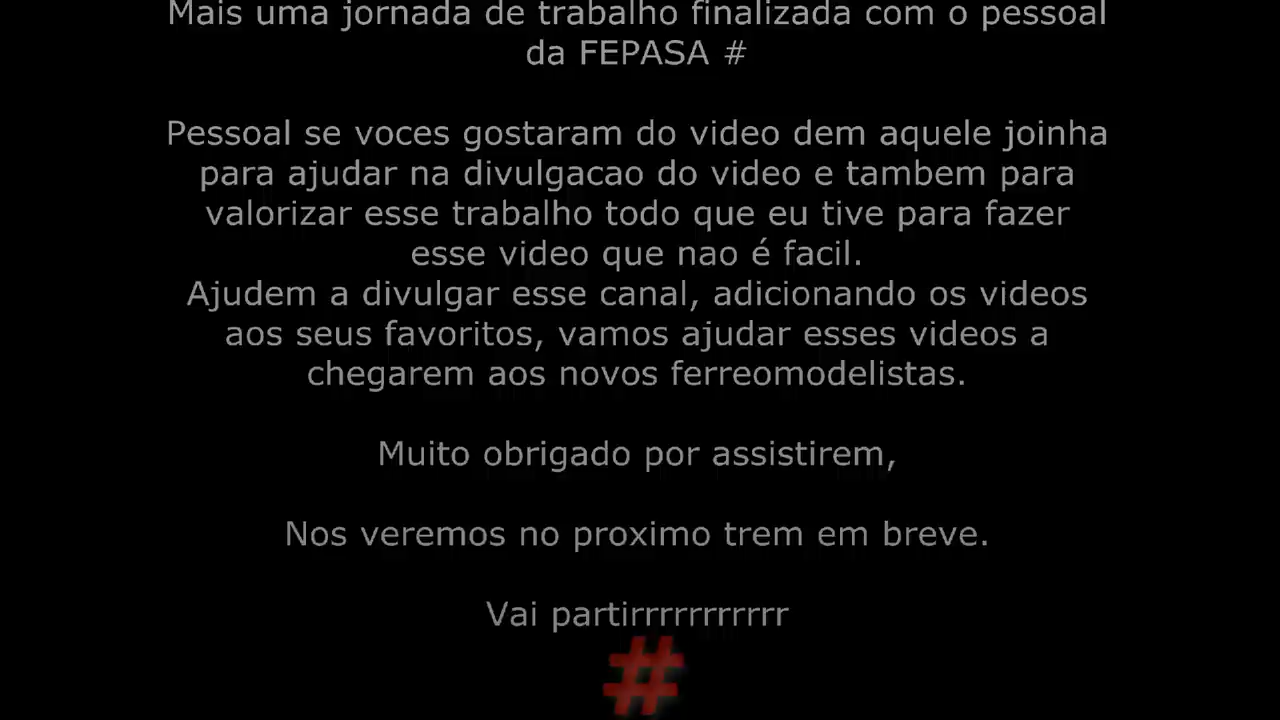 Mais uma jornada de trabalho finalizada com o pessoal
da FEPASA #
Pessoal se voces gostaram do video dem aquele joinha
para ajudar na divulgacao do video e tambem para
valorizar esse trabalho todo que eu tive para fazer
esse video que nao é facil.
Ajudem a divulgar esse canal, adicionando os videos
aos seus favoritos, vamos ajudar esses videos a
chegarem aos novos ferreomodelistas.
Muito obrigado por assistirem,
Nos veremos no proximo trem em breve.
Vai partirrrrrrrrrrr
#